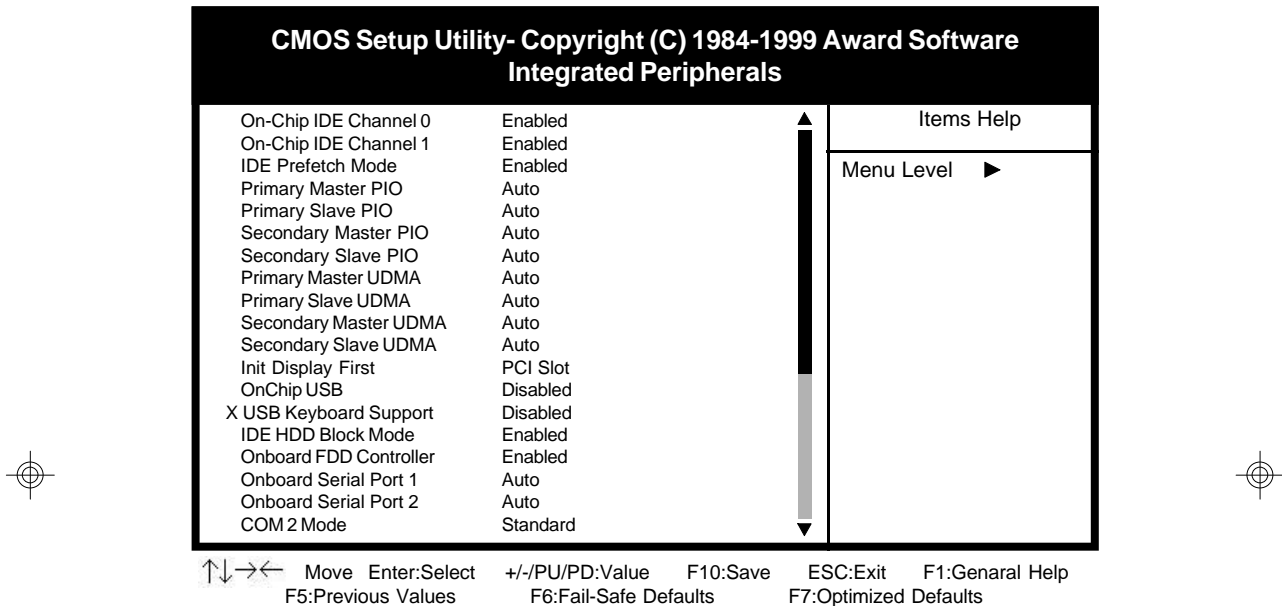 CMOS Setup Utility- Copyright (C) 1984-1999 Award Software
Integrated Peripherals
On-Chip IDE Channel 0 Enabled
On-Chip IDE Channel 1 Enabled
IDE Prefetch Mode Enabled
Primary Master PIO Auto
Primary Slave PIO Auto
Secondary Master PIO Auto
Secondary Slave PIO Auto
Primary Master UDMA Auto
Primary Slave UDMA Auto
Secondary Master UDMA Auto
Secondary Slave UDMA Auto
Init Display First PCI Slot
OnChip USB Disabled
X USB Keyboard Support Disabled
IDE HDD Block Mode Enabled
Onboard FDD Controller Enabled
Onboard Serial Port 1 Auto
Onboard Serial Port 2 Auto
COM 2 Mode Standard
Items Help
Menu Level ▶
↑↓→← Move Enter:Select +/-/PU/PD:Value F10:Save ESC:Exit F1:Genaral Help
F5:Previous Values F6:Fail-Safe Defaults F7:Optimized Defaults